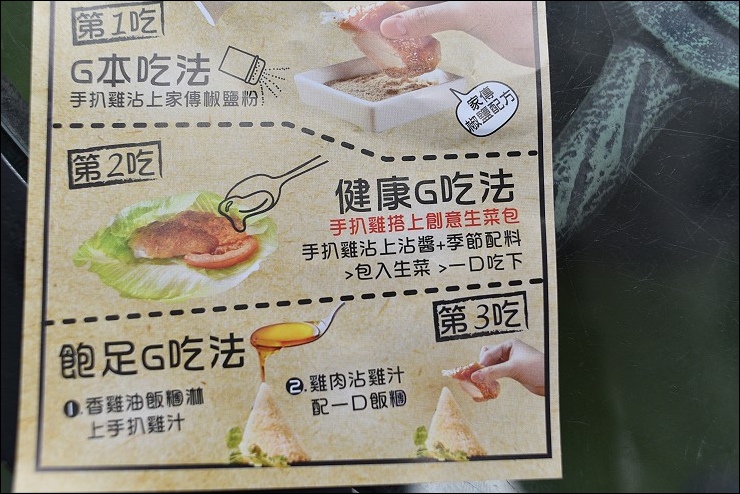 第1吃
G本吃法
手扒雞沾上家傳椒鹽粉
家傳
椒鹽配方
第2吃
健康G吃法
手扒雞搭上創意生菜包
手扒雞沾上沾醬+季節配料
>包入生菜 >一口吃下
第3吃
飽足G吃法
1.香雞油飯糰淋
上手扒雞汁
2.雞肉沾雞汁
配一口飯糰